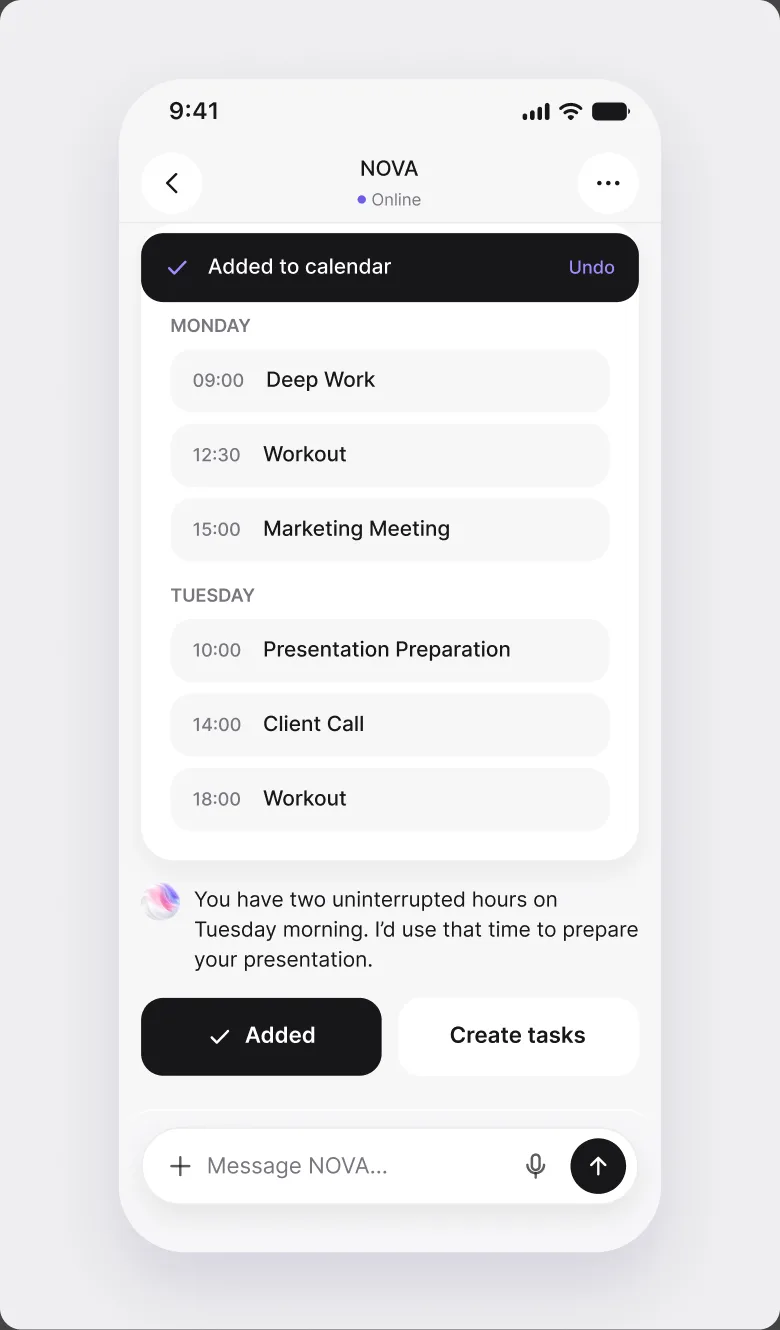 9:41
NOVA
Online
Added to calendar Undo
MONDAY
09:00 Deep Work
12:30 Workout
15:00 Marketing Meeting
TUESDAY
10:00 Presentation Preparation
14:00 Client Call
18:00 Workout
You have two uninterrupted hours on
Tuesday morning. I’d use that time to prepare
your presentation.
Added Create tasks
Message NOVA...